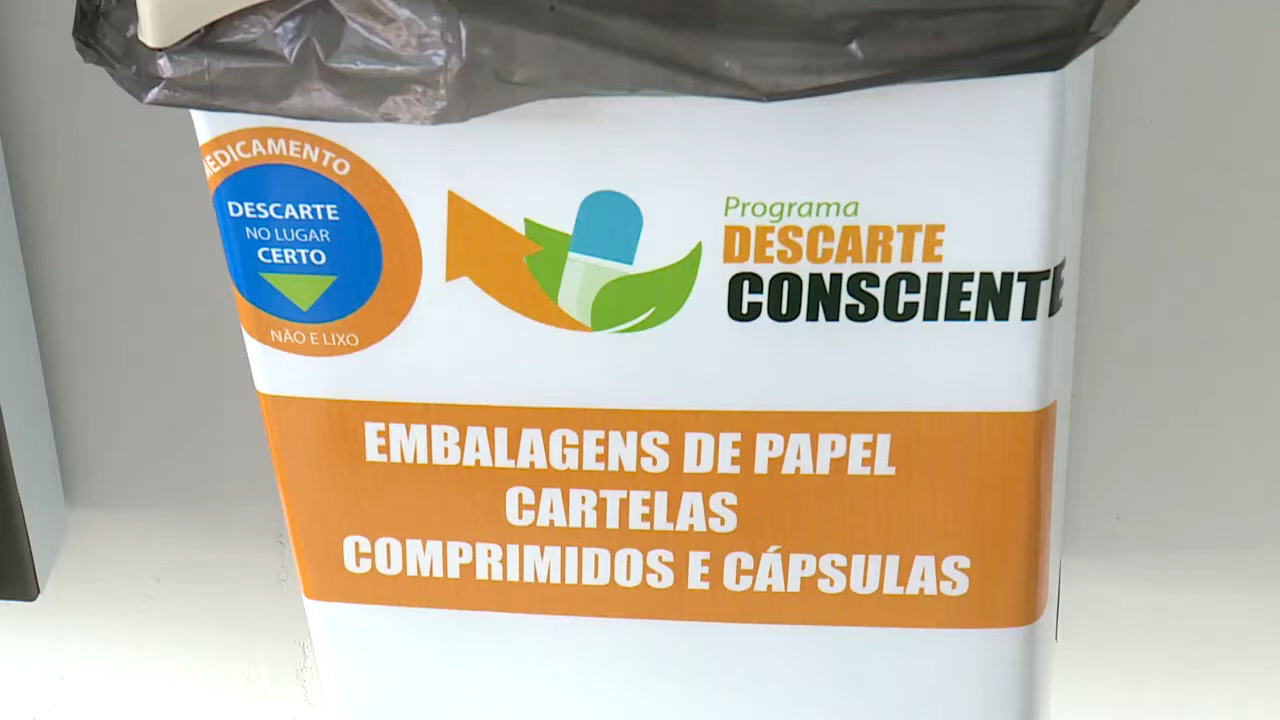 MEDICAMENTO
DESCARTE
NO LUGAR
CERTO
NÃO E LIXO
Programa
DESCARTE
CONSCIENTE
EMBALAGENS DE PAPEL
CARTELAS
COMPRIMIDOS E CÁPSULAS